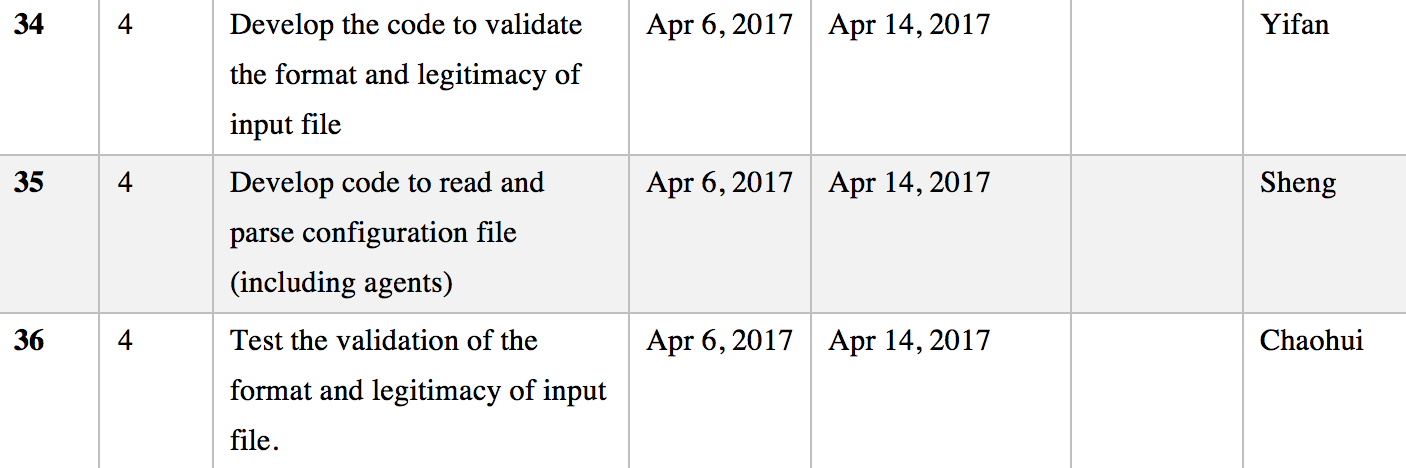 34 4 Develop the code to validate Apr 6, 2017 Apr 14, 2017 Yifan
the format and legitimacy of
input file
35 4 Develop code to read and Apr 6, 2017 Apr 14, 2017 Sheng
parse configuration file
(including agents)
36 4 Test the validation of the Apr 6, 2017 Apr 14, 2017 Chaohui
format and legitimacy of input
file.